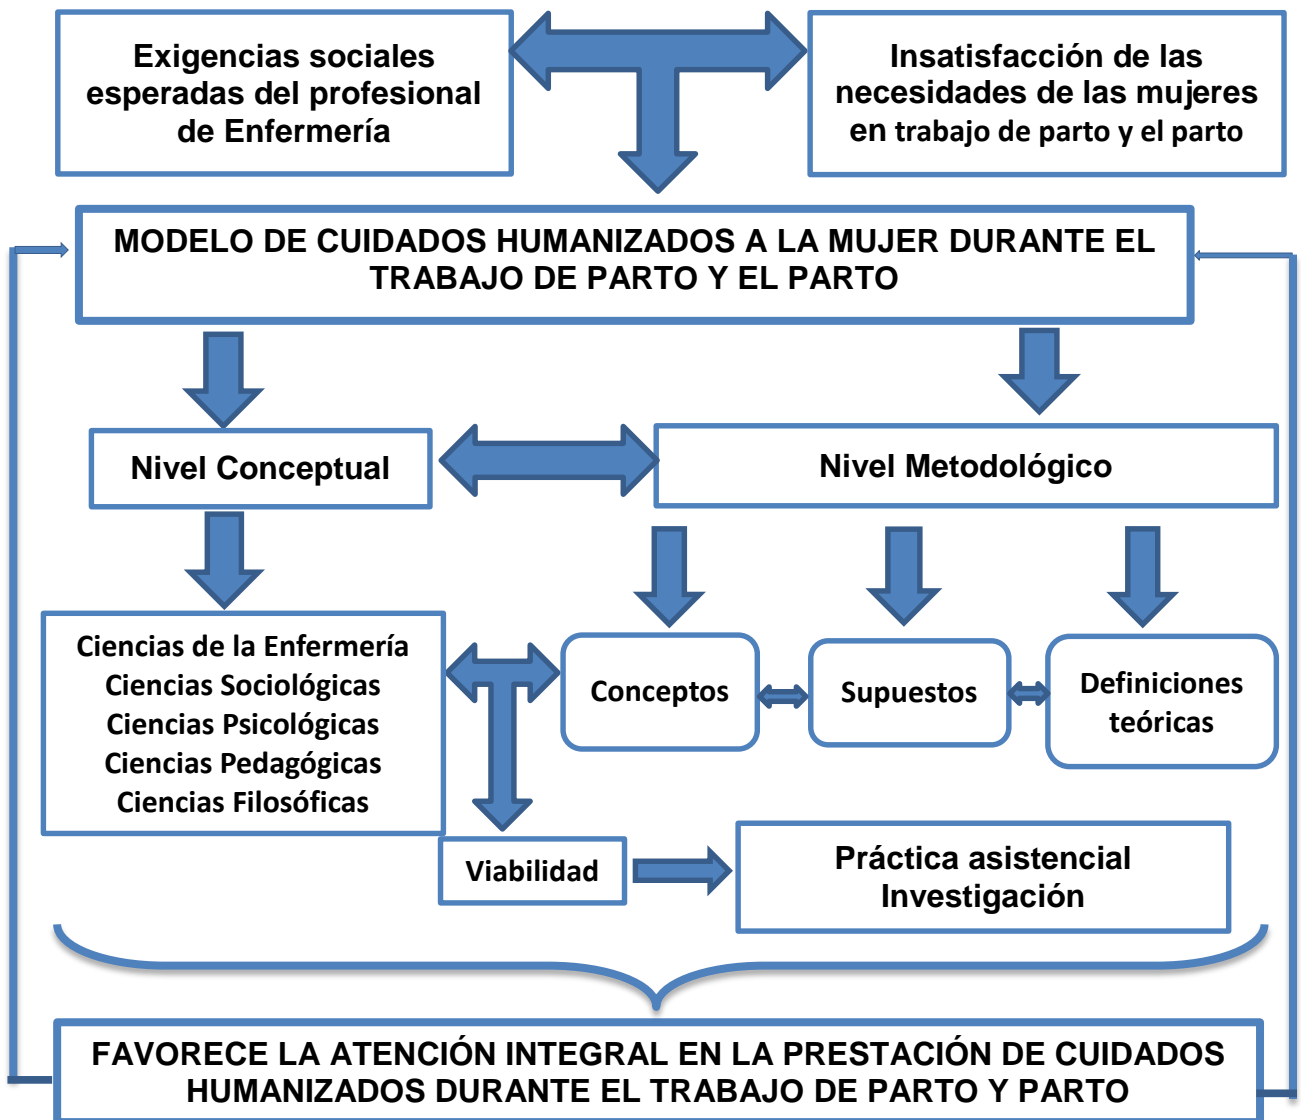 Exigencias sociales
esperadas del profesional
de Enfermería
Insatisfacción de las
necesidades de las mujeres
en trabajo de parto y el parto
MODELO DE CUIDADOS HUMANIZADOS A LA MUJER DURANTE EL
TRABAJO DE PARTO Y EL PARTO
Nivel Conceptual
Nivel Metodológico
Ciencias de la Enfermería
Ciencias Sociológicas
Ciencias Psicológicas
Ciencias Pedagógicas
Ciencias Filosóficas
Conceptos
Supuestos
Definiciones
teóricas
Viabilidad
Práctica asistencial
Investigación
FAVORECE LA ATENCIÓN INTEGRAL EN LA PRESTACIÓN DE CUIDADOS
HUMANIZADOS DURANTE EL TRABAJO DE PARTO Y PARTO